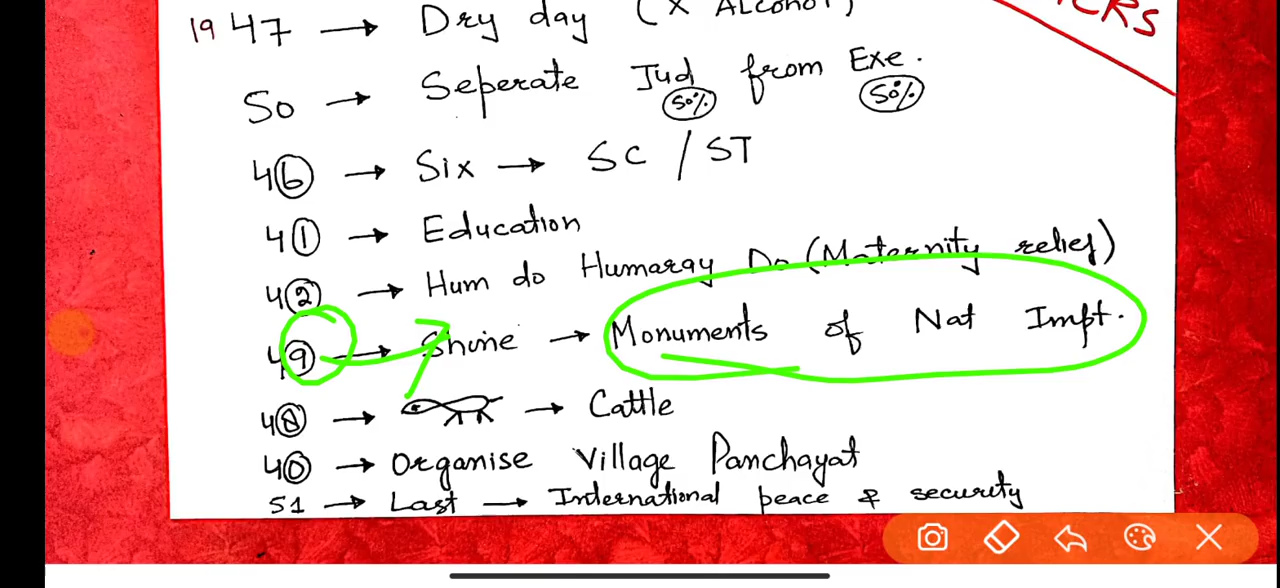 1947 → Dry day (X Alcohol)
TRICKS
50 → Seperate Jud from Exe.
50% 50%
46 → Six → SC / ST
41 → Education
42 → Hum do Humaray Do (Maternity relief)
49 → Shine → Monuments of Nat Impt.
48 → → Cattle
40 → Organise Village Panchayat
51 → Last → International peace & security